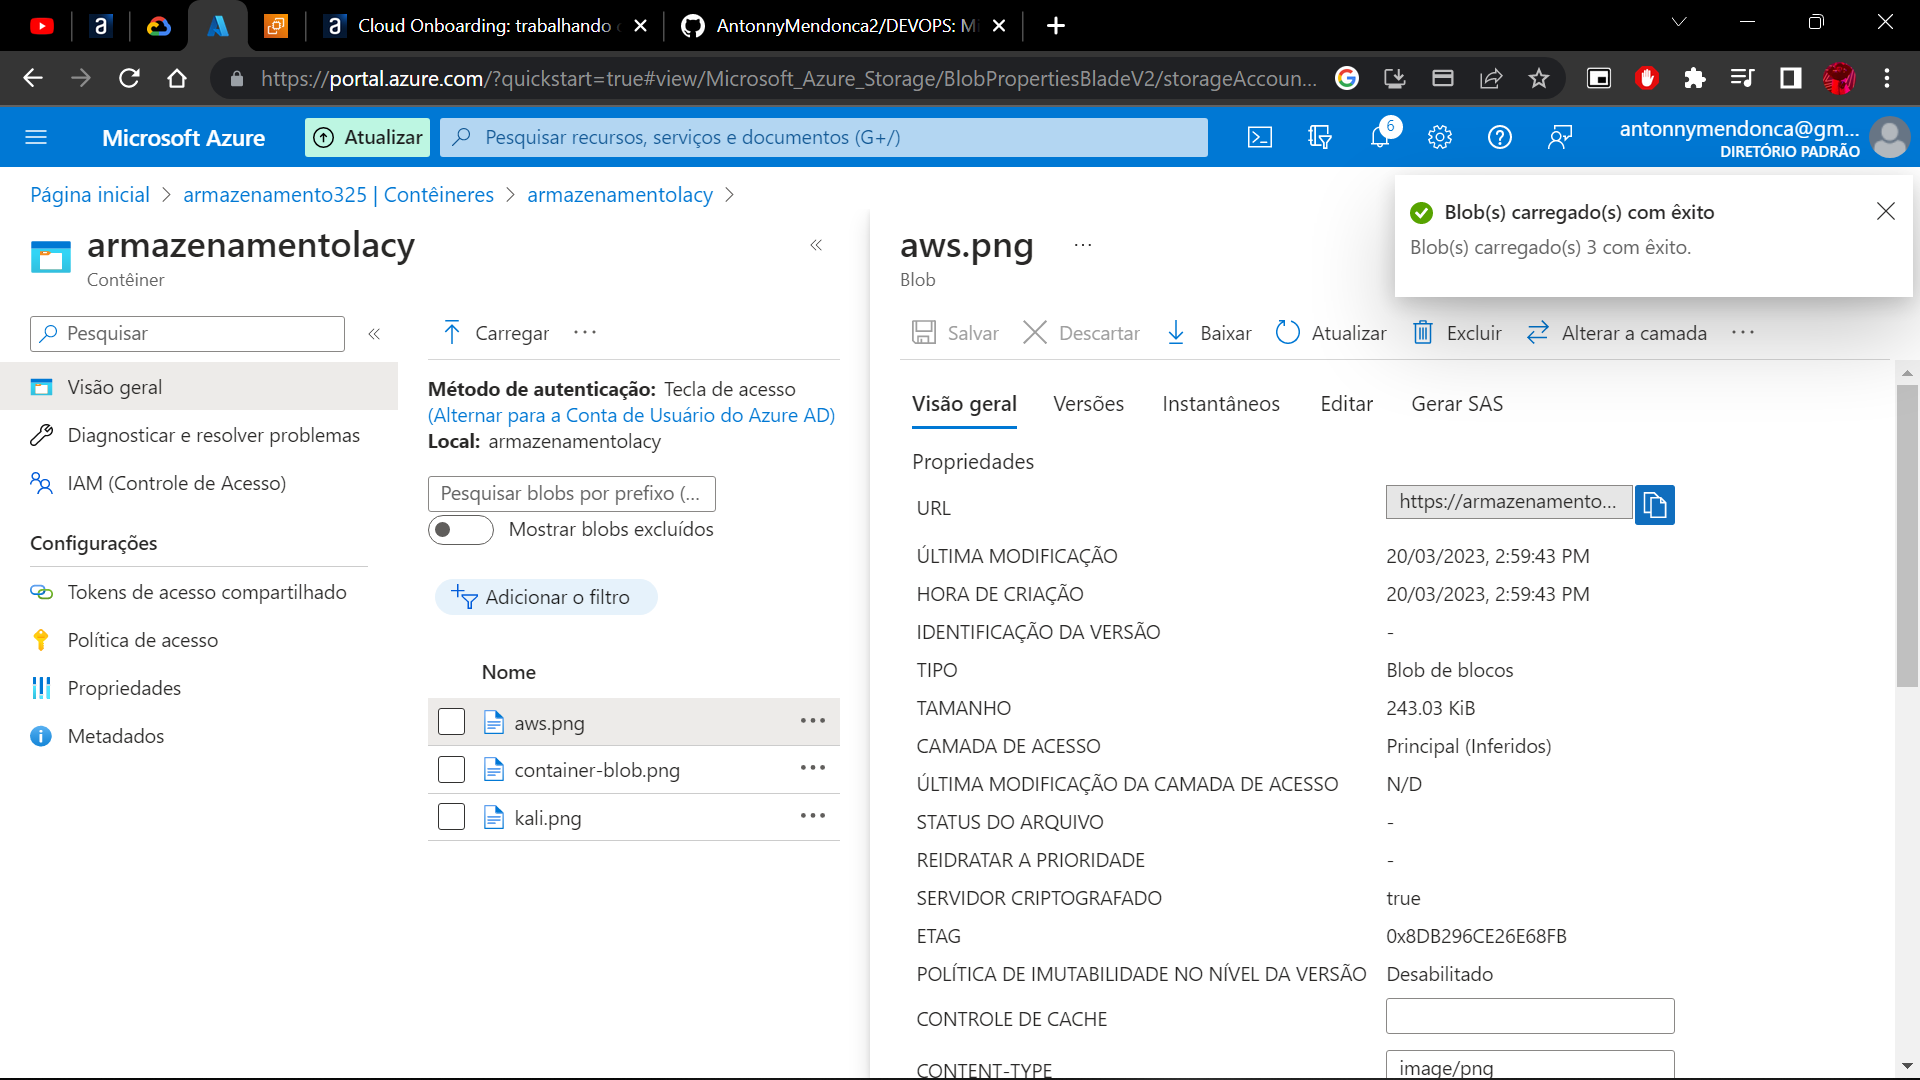 Cloud Onboarding: trabalhando
AntonnyMendonca2/DEVOPS: Mi
https://portal.azure.com/?quickstart=true#view/Microsoft_Azure_Storage/BlobPropertiesBladeV2/storageAccoun...
Microsoft Azure
Atualizar
Pesquisar recursos, serviços e documentos (G+/)
6
antonnymendonca@gm...
DIRETÓRIO PADRÃO
Página inicial > armazenamento325 | Contêineres > armazenamentolacy >
Blob(s) carregado(s) com êxito
Blob(s) carregado(s) 3 com êxito.
armazenamentolacy
Contêiner
Pesquisar
Visão geral
Diagnosticar e resolver problemas
IAM (Controle de Acesso)
Configurações
Tokens de acesso compartilhado
Política de acesso
Propriedades
Metadados
Carregar
Método de autenticação: Tecla de acesso
(Alternar para a Conta de Usuário do Azure AD)
Local: armazenamentolacy
Pesquisar blobs por prefixo (...
Mostrar blobs excluídos
Adicionar o filtro
Nome
aws.png
container-blob.png
kali.png
aws.png
Blob
Salvar
Descartar
Baixar
Atualizar
Excluir
Alterar a camada
Visão geral
Versões
Instantâneos
Editar
Gerar SAS
Propriedades
URL https://armazenamento...
ÚLTIMA MODIFICAÇÃO 20/03/2023, 2:59:43 PM
HORA DE CRIAÇÃO 20/03/2023, 2:59:43 PM
IDENTIFICAÇÃO DA VERSÃO -
TIPO Blob de blocos
TAMANHO 243.03 KiB
CAMADA DE ACESSO Principal (Inferidos)
ÚLTIMA MODIFICAÇÃO DA CAMADA DE ACESSO N/D
STATUS DO ARQUIVO -
REIDRATAR A PRIORIDADE -
SERVIDOR CRIPTOGRAFADO true
ETAG 0x8DB296CE26E68FB
POLÍTICA DE IMUTABILIDADE NO NÍVEL DA VERSÃO Desabilitado
CONTROLE DE CACHE
CONTENT-TYPE image/png